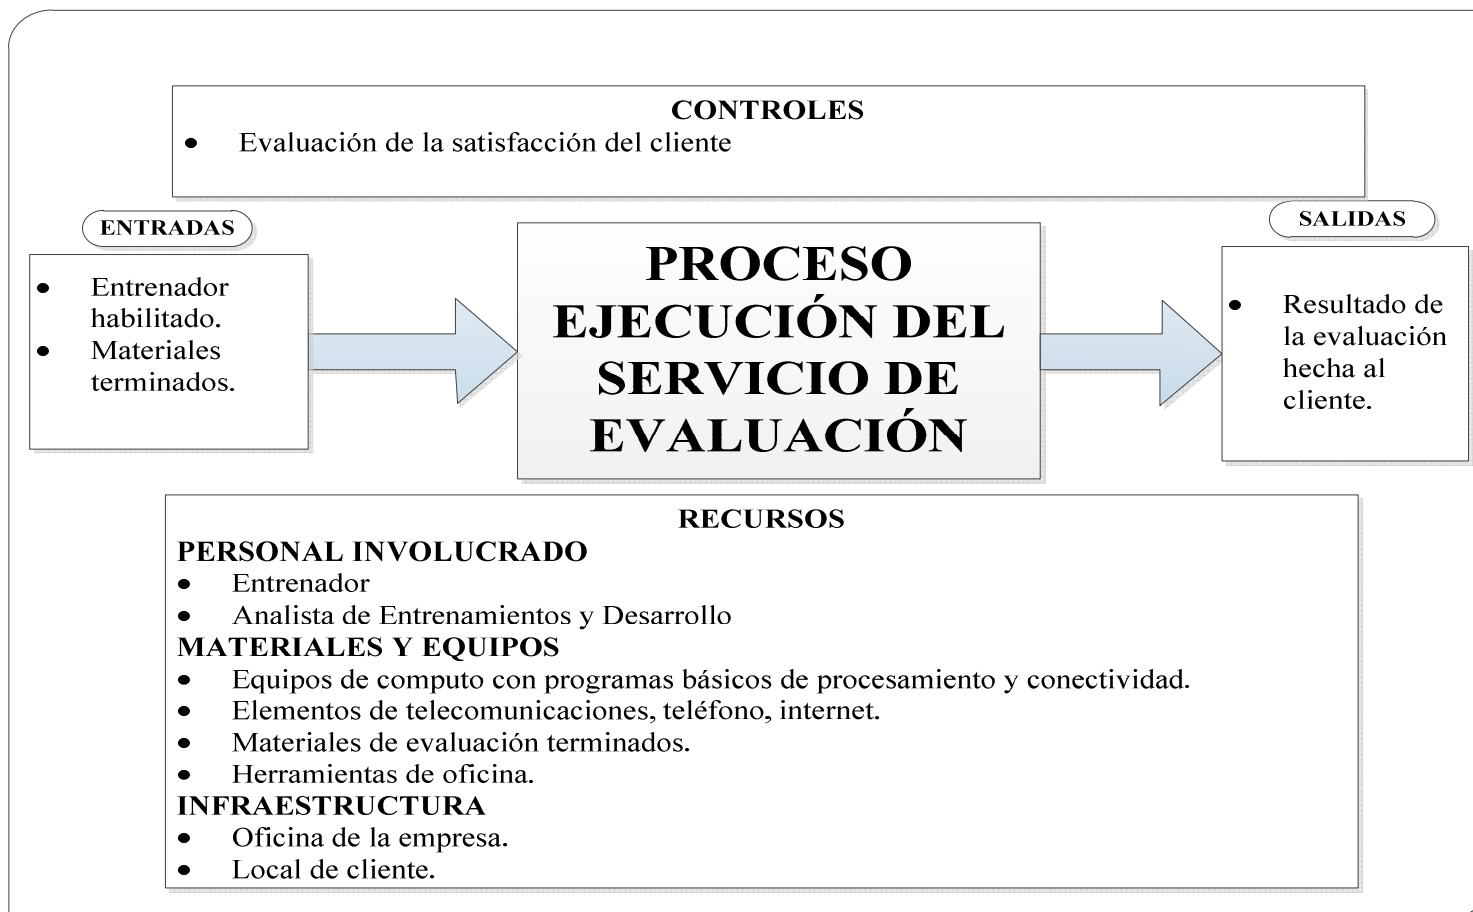 CONTROLES
● Evaluación de la satisfacción del cliente
ENTRADAS
● Entrenador
habilitado.
● Materiales
terminados.
PROCESO
EJECUCIÓN DEL
SERVICIO DE
EVALUACIÓN
SALIDAS
● Resultado de
la evaluación
hecha al
cliente.
RECURSOS
PERSONAL INVOLUCRADO
● Entrenador
● Analista de Entrenamientos y Desarrollo
MATERIALES Y EQUIPOS
● Equipos de computo con programas básicos de procesamiento y conectividad.
● Elementos de telecomunicaciones, teléfono, internet.
● Materiales de evaluación terminados.
● Herramientas de oficina.
INFRAESTRUCTURA
● Oficina de la empresa.
● Local de cliente.